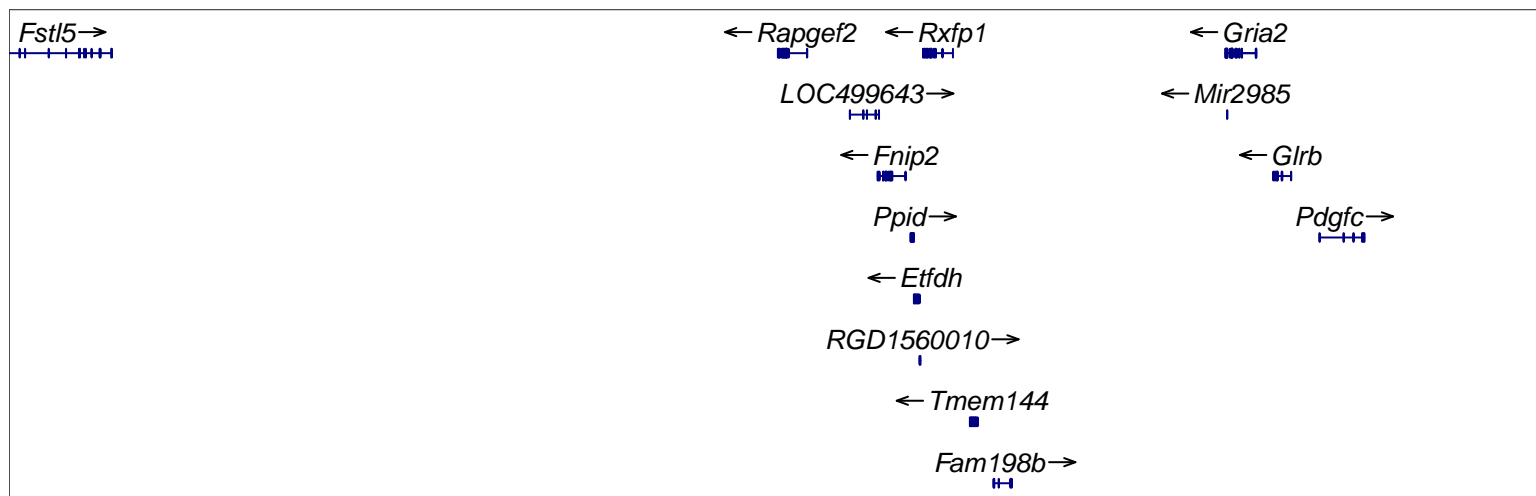 Fstl5→ ←Rapgef2 ←Rxfp1 ←Gria2
LOC499643→ ←Mir2985
←Fnip2 ←Glrb
Ppid→ Pdgfc→
←Etfdh
RGD1560010→
←Tmem144
Fam198b→